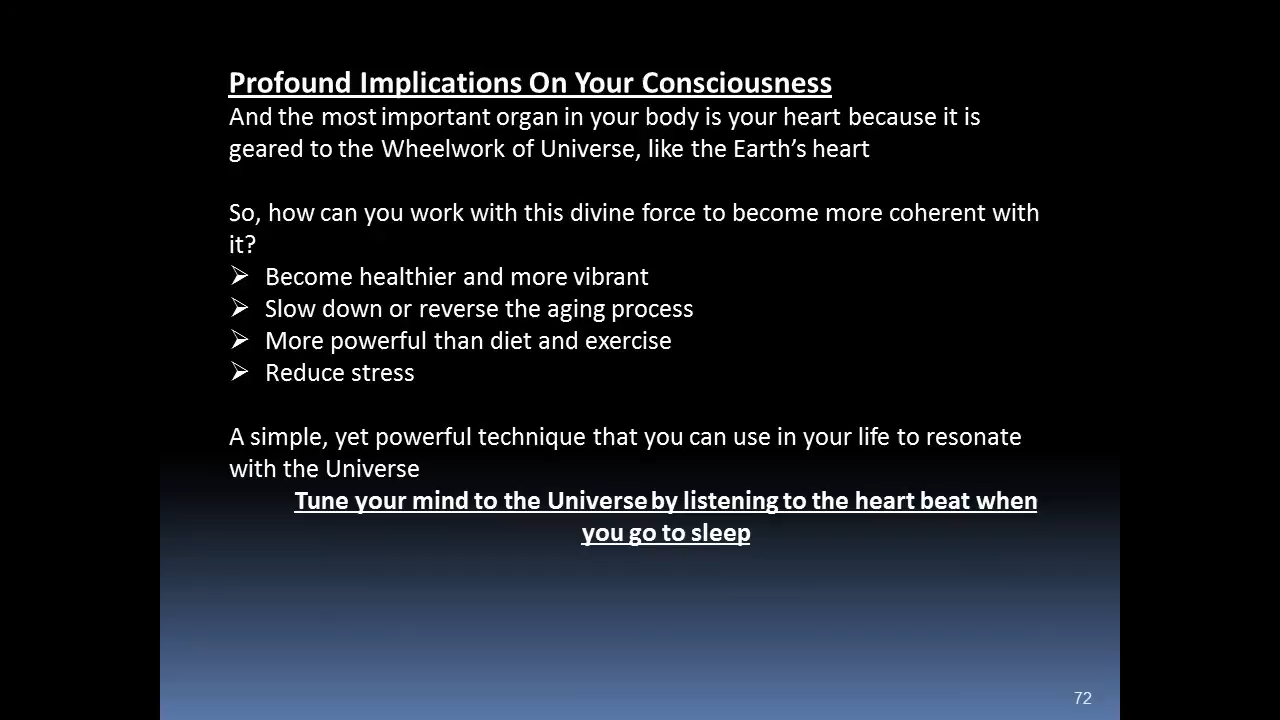 Profound Implications On Your Consciousness
And the most important organ in your body is your heart because it is
geared to the Wheelwork of Universe, like the Earth's heart
So, how can you work with this divine force to become more coherent with
it?
➢ Become healthier and more vibrant
➢ Slow down or reverse the aging process
➢ More powerful than diet and exercise
➢ Reduce stress
A simple, yet powerful technique that you can use in your life to resonate
with the Universe
Tune your mind to the Universe by listening to the heart beat when
you go to sleep
72